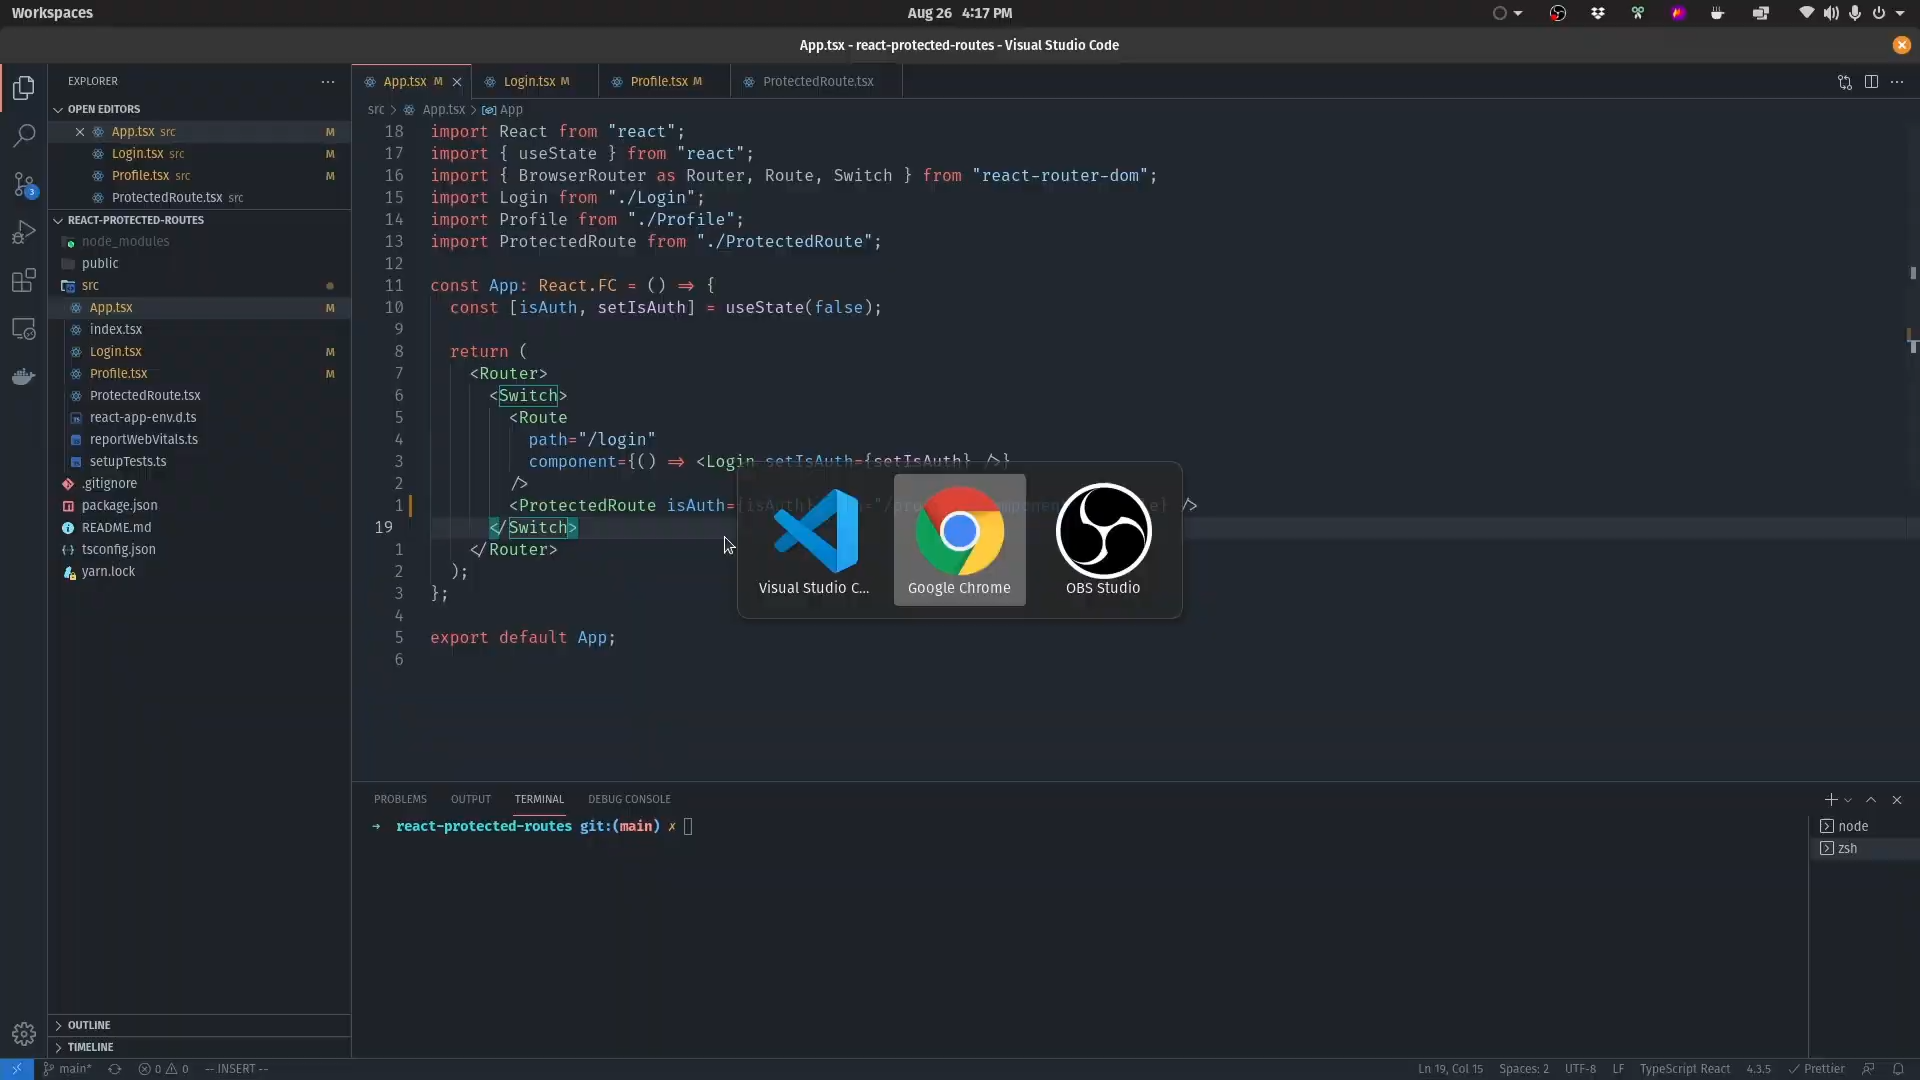 Workspaces
Aug 26 4:17 PM
App.tsx - react-protected-routes - Visual Studio Code
EXPLORER
App.tsx M
Login.tsx M
Profile.tsx M
ProtectedRoute.tsx
OPEN EDITORS
App.tsx src M
Login.tsx src M
Profile.tsx src M
ProtectedRoute.tsx src
REACT-PROTECTED-ROUTES
node_modules
public
src
App.tsx M
index.tsx
Login.tsx M
Profile.tsx M
ProtectedRoute.tsx
react-app-env.d.ts
reportWebVitals.ts
setupTests.ts
.gitignore
package.json
README.md
tsconfig.json
yarn.lock
OUTLINE
TIMELINE
src > App.tsx > App
18 import React from "react";
17 import { useState } from "react";
16 import { BrowserRouter as Router, Route, Switch } from "react-router-dom";
15 import Login from "./Login";
14 import Profile from "./Profile";
13 import ProtectedRoute from "./ProtectedRoute";
12
11 const App: React.FC = () => {
10 const [isAuth, setIsAuth] = useState(false);
9
8 return (
7 <Router>
6 <Switch>
5 <Route
4 path="/login"
3 component={() => <Login setIsAuth={setIsAuth} />}
2 />
1 <ProtectedRoute isAuth={isAuth} />
19 </Switch>
1 </Router>
2 );
3 };
4
5 export default App;
6
Visual Studio C...
Google Chrome
OBS Studio
PROBLEMS
OUTPUT
TERMINAL
DEBUG CONSOLE
→ react-protected-routes git:(main) ✗
node
zsh
3
main*
0 0
-- INSERT --
Ln 19, Col 15
Spaces: 2
UTF-8
LF
TypeScript React
4.3.5
Prettier